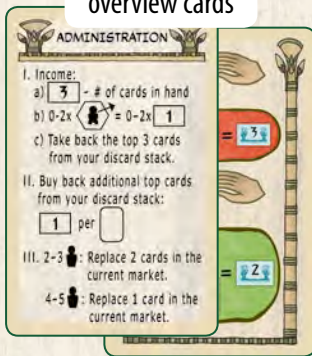 overview cards
ADMINISTRATION
I. Income:
a) 3 - # of cards in hand
b) 0-2x = 0-2x 1
c) Take back the top 3 cards
from your discard stack.
II. Buy back additional top cards
from your discard stack:
1 per
III. 2-3 : Replace 2 cards in the
current market.
4-5 : Replace 1 card in the
current market.
= 3
= 2